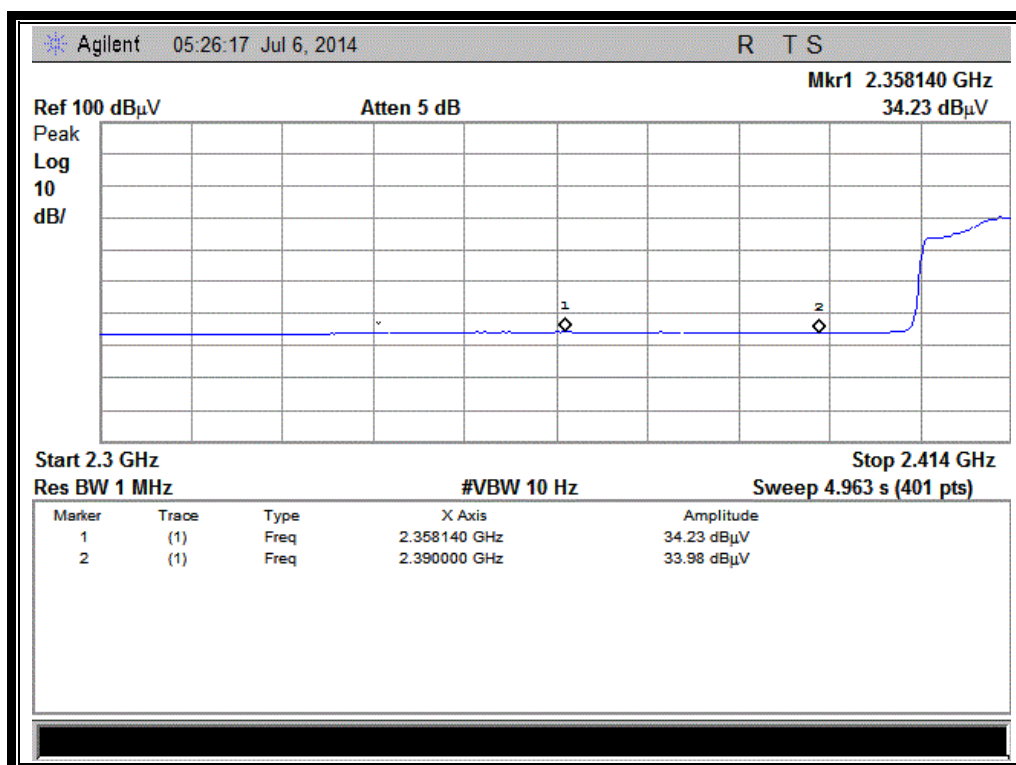 Agilent 05:26:17 Jul 6, 2014 R T S
Mkr1 2.358140 GHz
Ref 100 dBµV Atten 5 dB 34.23 dBµV
Peak
Log
10
dB/
1
2
Start 2.3 GHz Stop 2.414 GHz
Res BW 1 MHz #VBW 10 Hz Sweep 4.963 s (401 pts)
Marker Trace Type X Axis Amplitude
1 (1) Freq 2.358140 GHz 34.23 dBµV
2 (1) Freq 2.390000 GHz 33.98 dBµV